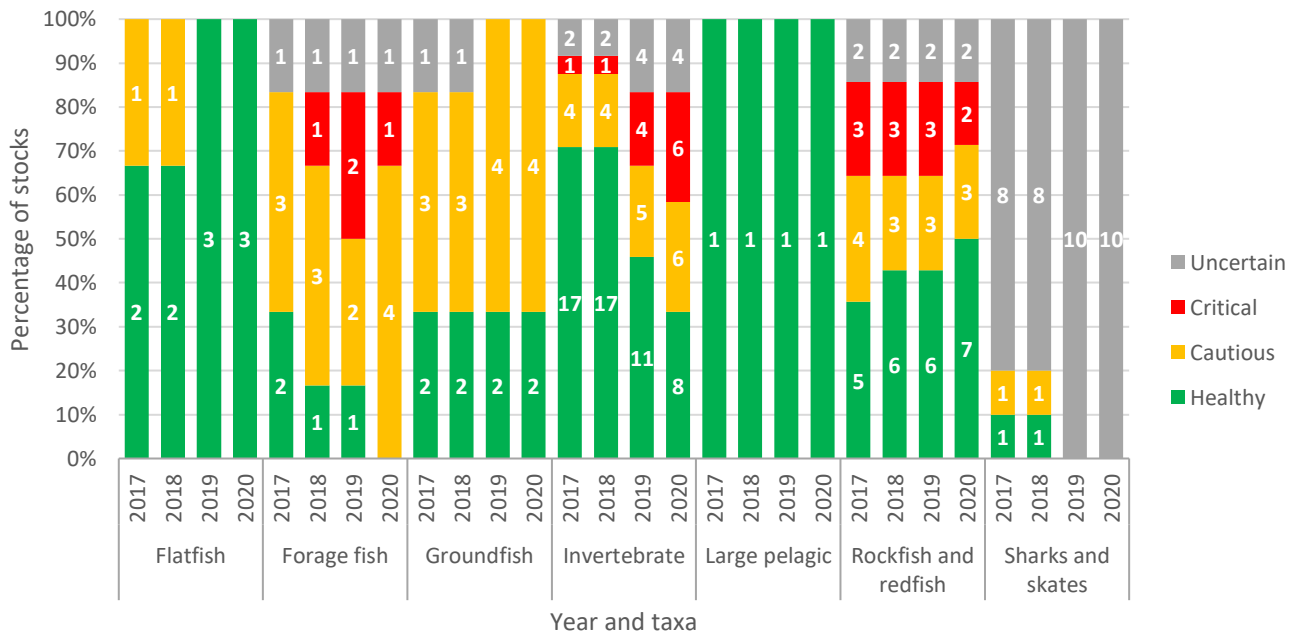 100%
90%
80%
70%
60%
50%
40%
30%
20%
10%
0%
Percentage of stocks
1 1 1 1 1 1 1 1 2 2 4 4 2 2 2 2
1 1 3 3 3 2
1 2 1 4 6 8 8
3 3 4 4 4 4 5 6 4 3 3 3 10 10
3 3 3 2 4 1 1 1 1
2 2 2 1 1 2 2 2 2 17 17 11 8 5 6 6 7 1 1
1 1
2017 2018 2019 2020 2017 2018 2019 2020 2017 2018 2019 2020 2017 2018 2019 2020 2017 2018 2019 2020 2017 2018 2019 2020 2017 2018 2019 2020
Flatfish Forage fish Groundfish Invertebrate Large pelagic Rockfish and redfish Sharks and skates
Year and taxa
Uncertain
Critical
Cautious
Healthy